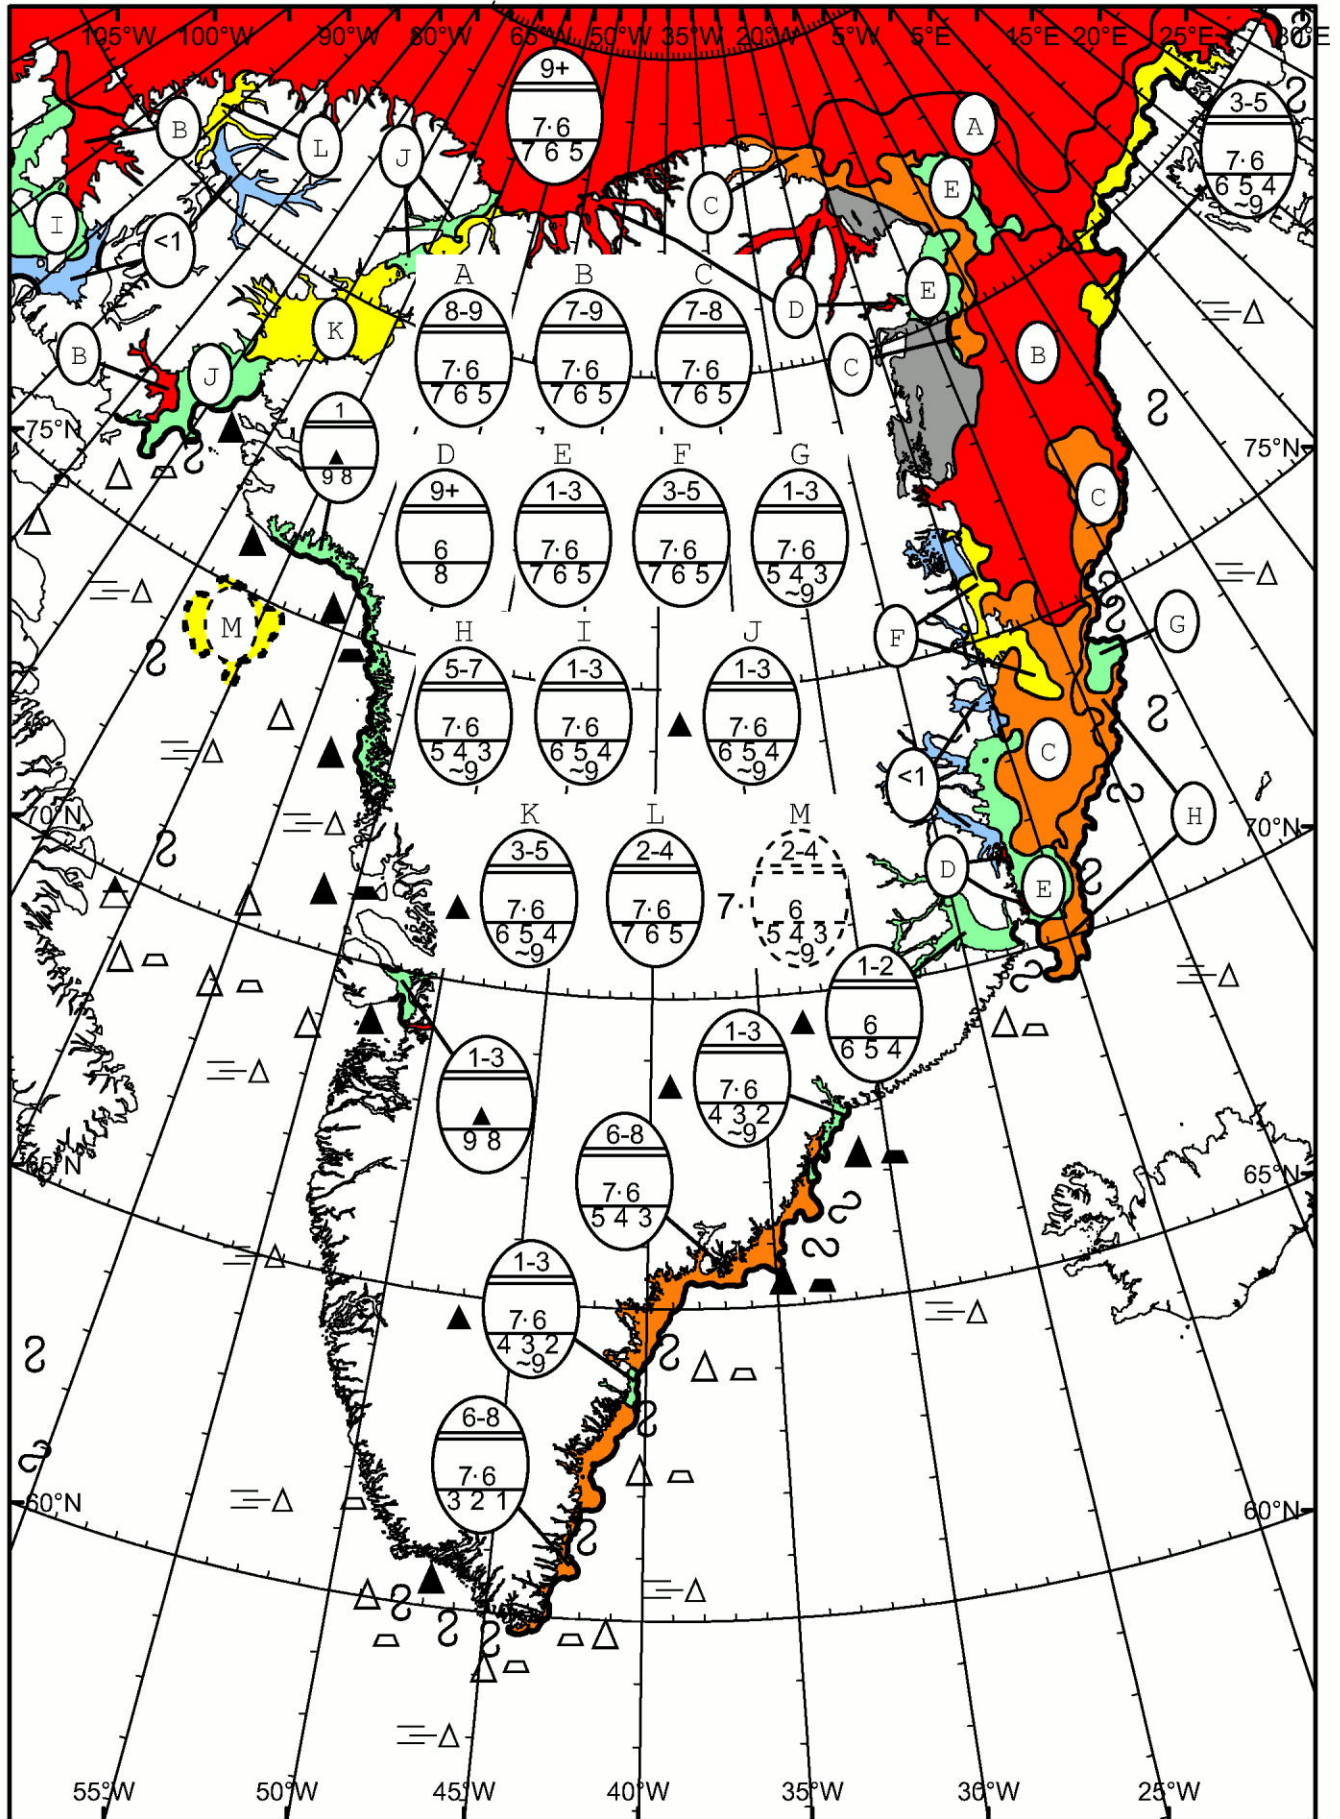 105°W 100°W 90°W 80°W 65°W 50°W 35°W 20°W 5°W 5°E 15°E 20°E 25°E 30°E
9+
7·6
7 6 5
3-5
7·6
6 5 4
~9
B
L
J
A
E
C
I
<1
D
E
C
B
K
B
J
A B C
8-9 7-9 7-8
7·6 7·6 7·6
7 6 5 7 6 5 7 6 5
75°N
75°N
1
9 8
C
D E F G
9+ 1-3 3-5 1-3
6 7·6 7·6 7·6
8 7 6 5 7 6 5 5 4 3
~9
M
F
G
H I J
5-7 1-3 1-3
7·6 7·6 7·6
5 4 3 6 5 4 6 5 4
~9 ~9 ~9
C
<1
H
70°N
70°N
K L M
3-5 2-4 2-4
7·6 7·6 7· 6
6 5 4 7 6 5 5 4 3
~9 ~9
D
E
1-2
6
6 5 4
1-3
7·6
4 3 2
~9
1-3
9 8
6-8
7·6
5 4 3
65°N
65°N
1-3
7·6
4 3 2
~9
6-8
7·6
3 2 1
60°N
60°N
55°W 50°W 45°W 40°W 35°W 30°W 25°W